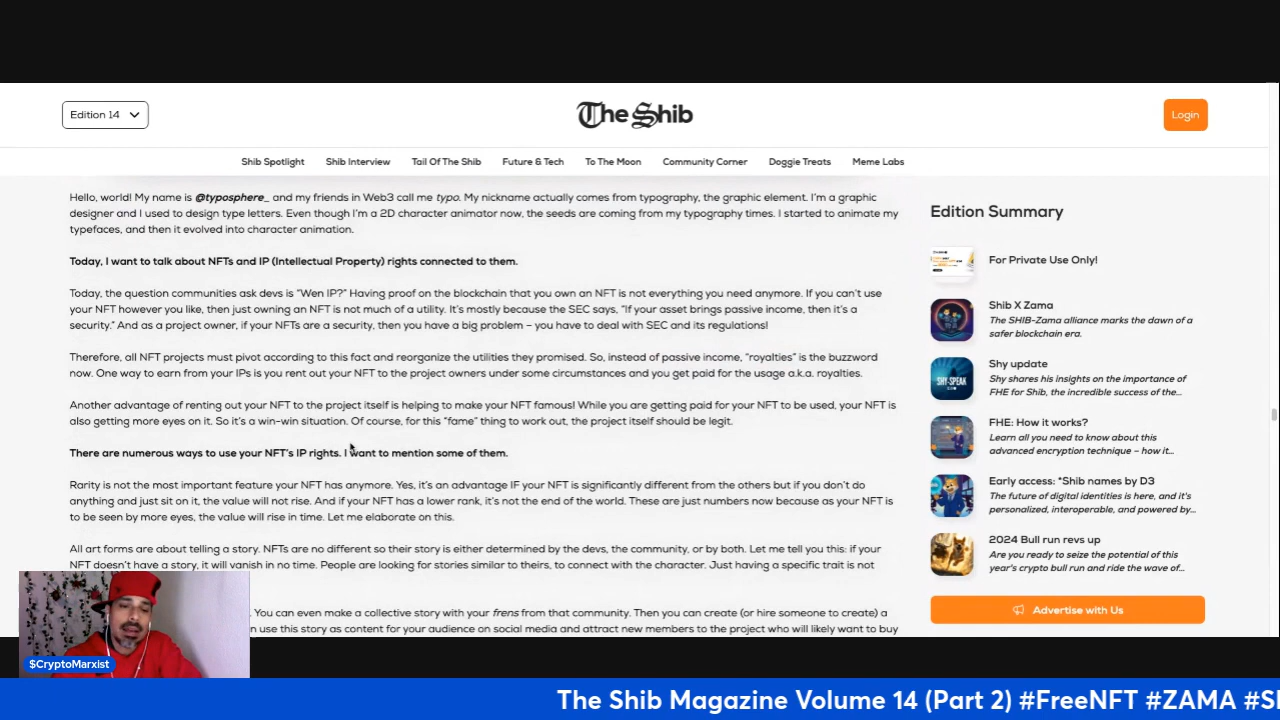 Edition 14
The Shib
Login
Shib Spotlight Shib Interview Tail Of The Shib Future & Tech To The Moon Community Corner Doggie Treats Meme Labs
Hello, world! My name is @typosphere_ and my friends in Web3 call me typo. My nickname actually comes from typography, the graphic element. I'm a graphic
designer and I used to design type letters. Even though I'm a 2D character animator now, the seeds are coming from my typography times. I started to animate my
typefaces, and then it evolved into character animation.
Today, I want to talk about NFTs and IP (Intellectual Property) rights connected to them.
Today, the question communities ask devs is "Wen IP?" Having proof on the blockchain that you own an NFT is not everything you need anymore. If you can't use
your NFT however you like, then just owning an NFT is not much of a utility. It's mostly because the SEC says, "If your asset brings passive income, then it's a
security." And as a project owner, if your NFTs are a security, then you have a big problem – you have to deal with SEC and its regulations!
Therefore, all NFT projects must pivot according to this fact and reorganize the utilities they promised. So, instead of passive income, "royalties" is the buzzword
now. One way to earn from your IPs is you rent out your NFT to the project owners under some circumstances and you get paid for the usage a.k.a. royalties.
Another advantage of renting out your NFT to the project itself is helping to make your NFT famous! While you are getting paid for your NFT to be used, your NFT is
also getting more eyes on it. So it's a win-win situation. Of course, for this "fame" thing to work out, the project itself should be legit.
There are numerous ways to use your NFT's IP rights. I want to mention some of them.
Rarity is not the most important feature your NFT has anymore. Yes, it's an advantage IF your NFT is significantly different from the others but if you don't do
anything and just sit on it, the value will not rise. And if your NFT has a lower rank, it's not the end of the world. These are just numbers now because as your NFT is
to be seen by more eyes, the value will rise in time. Let me elaborate on this.
All art forms are about telling a story. NFTs are no different so their story is either determined by the devs, the community, or by both. Let me tell you this: if your
NFT doesn't have a story, it will vanish in no time. People are looking for stories similar to theirs, to connect with the character. Just having a specific trait is not
. You can even make a collective story with your frens from that community. Then you can create (or hire someone to create) a
n use this story as content for your audience on social media and attract new members to the project who will likely want to buy
Edition Summary
For Private Use Only!
Shib X Zama
The SHIB-Zama alliance marks the dawn of a
safer blockchain era.
Shy update
Shy shares his insights on the importance of
FHE for Shib, the incredible success of the...
FHE: How it works?
Learn all you need to know about this
advanced encryption technique – how it...
Early access: "Shib names by D3
The future of digital identities is here, and it's
personalized, interoperable, and powered by...
2024 Bull run revs up
Are you ready to seize the potential of this
year's crypto bull run and ride the wave of...
Advertise with Us
SHY-SPEAK
$CryptoMarxist
The Shib Magazine Volume 14 (Part 2) #FreeNFT #ZAMA #S